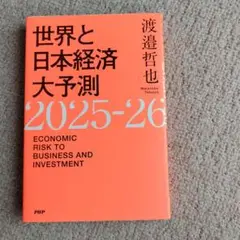 世界と
日本経済
大予測
2025-26
渡邉哲也
ECONOMIC
RISK TO
BUSINESS AND
INVESTMENT
PHP